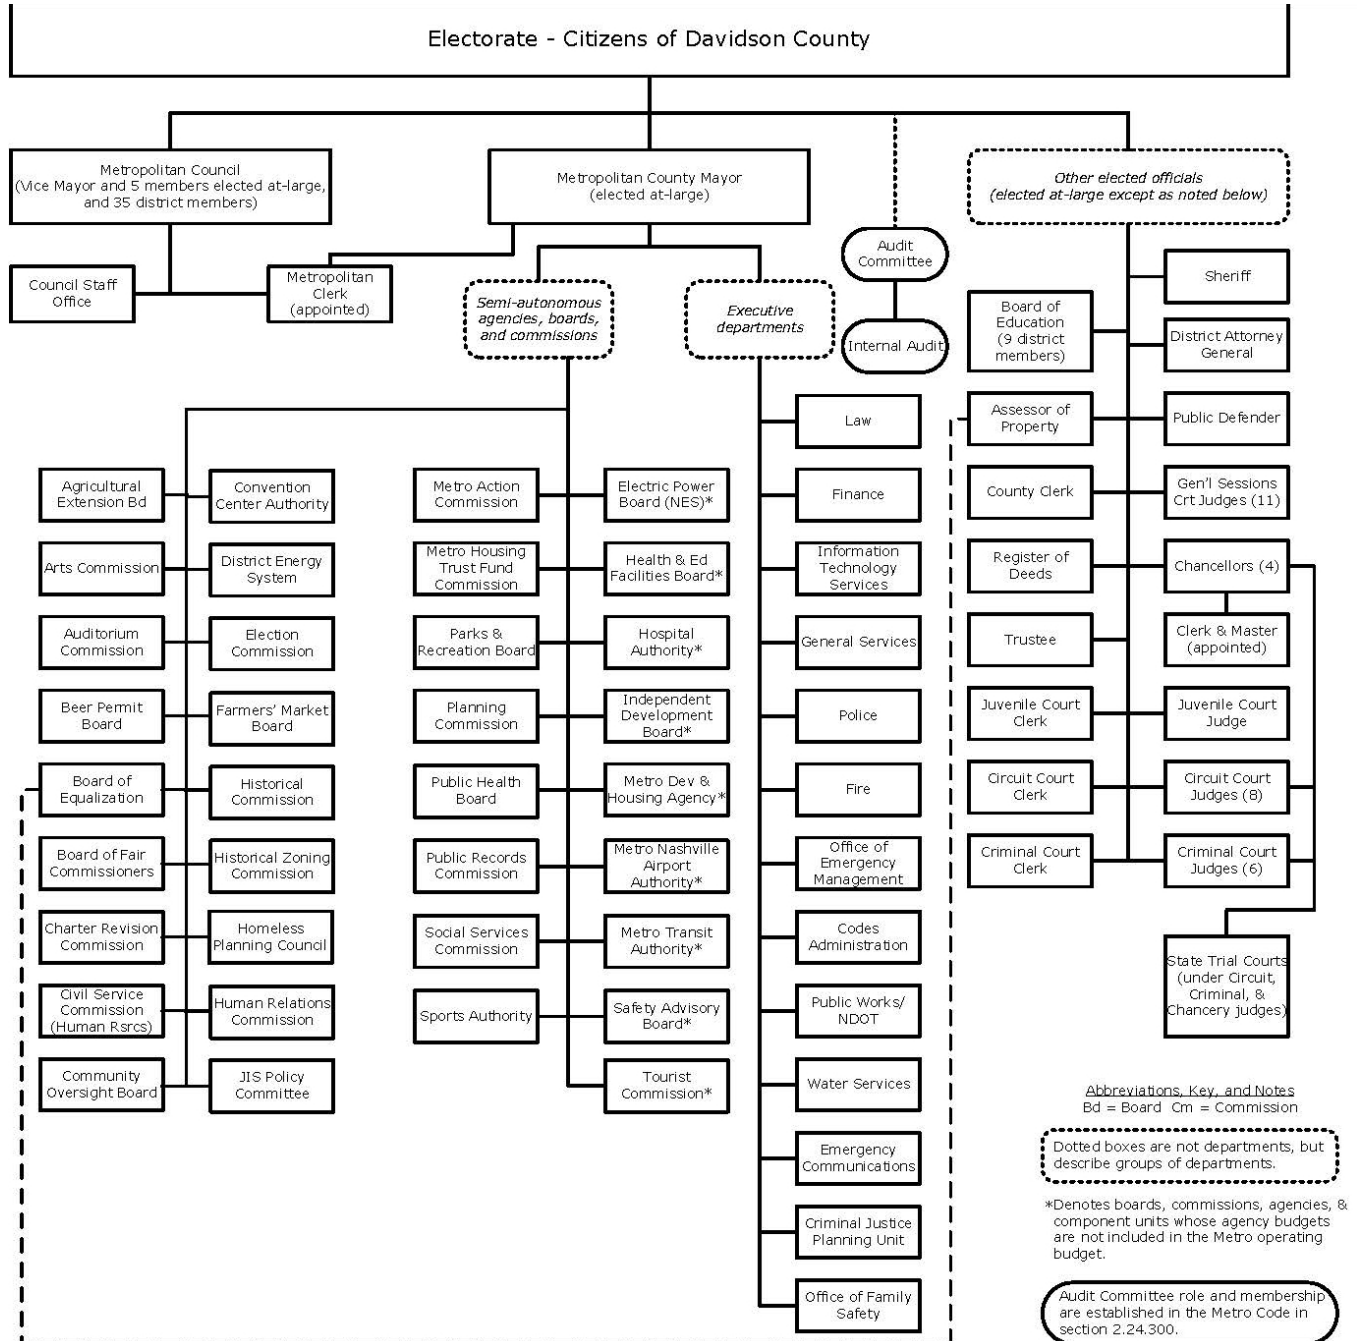 Electorate - Citizens of Davidson County
Metropolitan Council
(Vice Mayor and 5 members elected at-large,
and 35 district members)
Metropolitan County Mayor
(elected at-large)
Other elected officials
(elected at-large except as noted below)
Council Staff
Office
Metropolitan
Clerk
(appointed)
Semi-autonomous
agencies, boards,
and commissions
Executive
departments
Audit
Committee
Internal Audit
Agricultural
Extension Bd
Arts Commission
Auditorium
Commission
Beer Permit
Board
Board of
Equalization
Board of Fair
Commissioners
Charter Revision
Commission
Civil Service
Commission
(Human Rsrcs)
Community
Oversight Board
Convention
Center Authority
District Energy
System
Election
Commission
Farmers’ Market
Board
Historical
Commission
Historical Zoning
Commission
Homeless
Planning Council
Human Relations
Commission
JIS Policy
Committee
Metro Action
Commission
Metro Housing
Trust Fund
Commission
Parks &
Recreation Board
Planning
Commission
Public Health
Board
Public Records
Commission
Social Services
Commission
Sports Authority
Electric Power
Board (NES)*
Health & Ed
Facilities Board*
Hospital
Authority*
Independent
Development
Board*
Metro Dev &
Housing Agency*
Metro Nashville
Airport
Authority*
Metro Transit
Authority*
Safety Advisory
Board*
Tourist
Commission*
Law
Finance
Information
Technology
Services
General Services
Police
Fire
Office of
Emergency
Management
Codes
Administration
Public Works/
NDOT
Water Services
Emergency
Communications
Criminal Justice
Planning Unit
Office of Family
Safety
Board of
Education
(9 district
members)
Assessor of
Property
County Clerk
Register of
Deeds
Trustee
Juvenile Court
Clerk
Circuit Court
Clerk
Criminal Court
Clerk
Sheriff
District Attorney
General
Public Defender
Gen’l Sessions
Crt Judges (11)
Chancellors (4)
Clerk & Master
(appointed)
Juvenile Court
Judge
Circuit Court
Judges (8)
Criminal Court
Judges (6)
State Trial Courts
(under Circuit,
Criminal, &
Chancery judges)
Abbreviations, Key, and Notes
Bd = Board Cm = Commission
Dotted boxes are not departments, but
describe groups of departments.
*Denotes boards, commissions, agencies, &
component units whose agency budgets
are not included in the Metro operating
budget.
Audit Committee role and membership
are established in the Metro Code in
section 2.24.300.